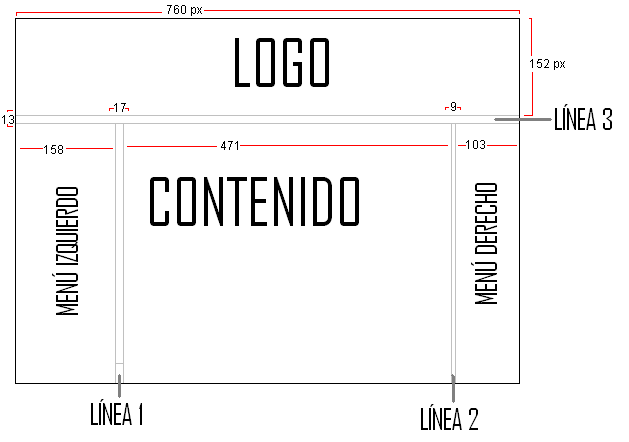 760 px
LOGO
152 px
13
17
9
LÍNEA 3
158
471
103
CONTENIDO
MENÚ IZQUIERDO
MENÚ DERECHO
LÍNEA 1
LÍNEA 2